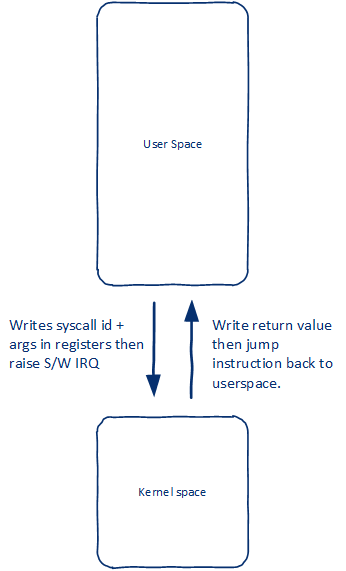 User Space
Writes syscall id +
args in registers then
raise S/W IRQ
Write return value
then jump
instruction back to
userspace.
Kernel space